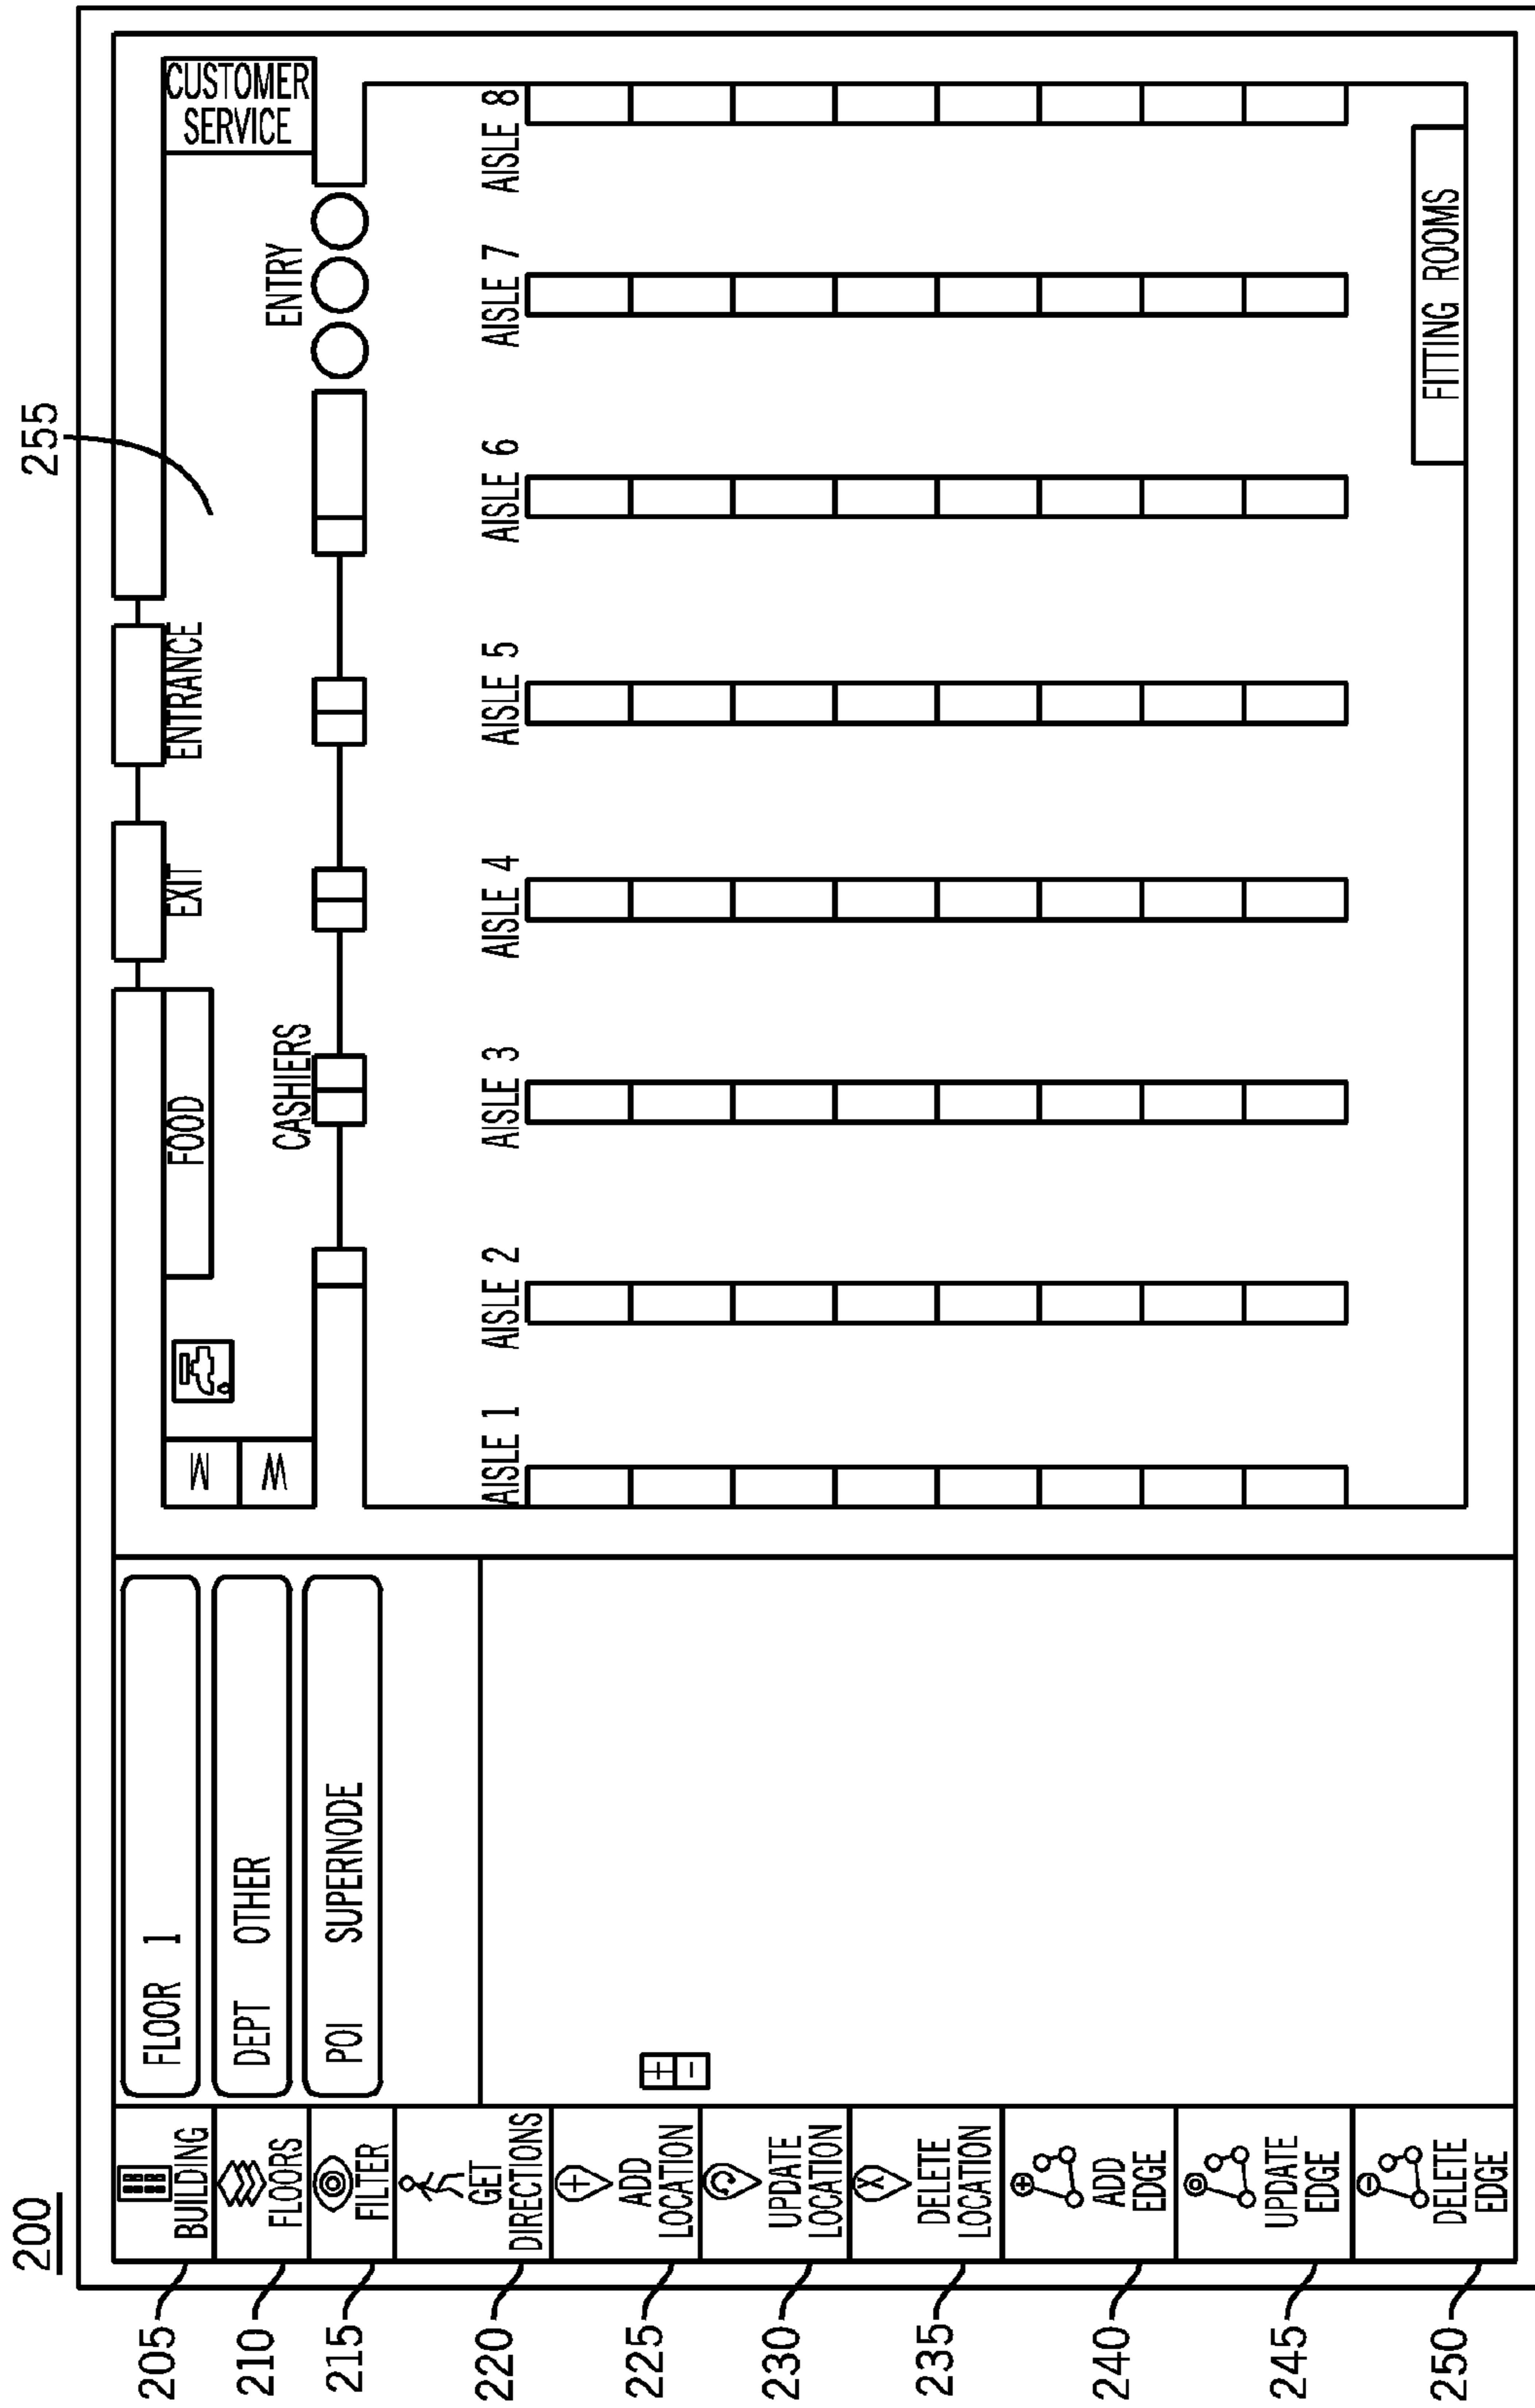 200
205
BUILDING
210
FLOORS
215
FILTER
220
GET
DIRECTIONS
225
ADD
LOCATION
230
UPDATE
LOCATION
235
DELETE
LOCATION
240
ADD
EDGE
245
UPDATE
EDGE
250
DELETE
EDGE
FLOOR 1
DEPT OTHER
POI SUPERNODE
+
-
255
M
W
FOOD
EXIT
ENTRANCE
CUSTOMER
SERVICE
CASHIERS
ENTRY
AISLE 1
AISLE 2
AISLE 3
AISLE 4
AISLE 5
AISLE 6
AISLE 7
AISLE 8
FITTING ROOMS